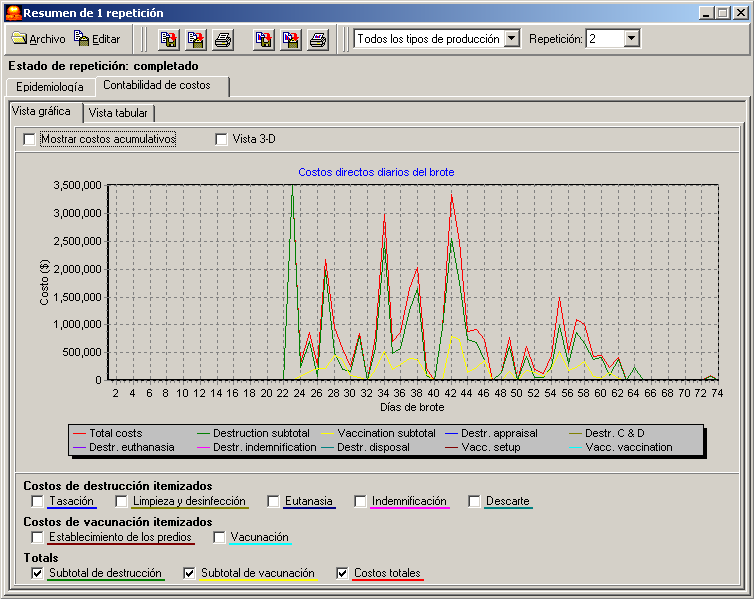 Resumen de 1 repetición
Archivo Editar Todos los tipos de producción Repetición: 2
Estado de repetición: completado
Epidemiología Contabilidad de costos
Vista gráfica Vista tabular
Mostrar costos acumulativos Vista 3-D
Costos directos diarios del brote
3,500,000
3,000,000
2,500,000
2,000,000
1,500,000
1,000,000
500,000
0
Costo ($)
2 4 6 8 10 12 14 16 18 20 22 24 26 28 30 32 34 36 38 40 42 44 46 48 50 52 54 56 58 60 62 64 66 68 70 72 74
Días de brote
Total costs Destruction subtotal Vaccination subtotal Destr. appraisal Destr. C & D
Destr. euthanasia Destr. indemnification Destr. disposal Vacc. setup Vacc. vaccination
Costos de destrucción itemizados
Tasación Limpieza y desinfección Eutanasia Indemnificación Descarte
Costos de vacunación itemizados
Establecimiento de los predios Vacunación
Totals
Subtotal de destrucción Subtotal de vacunación Costos totales